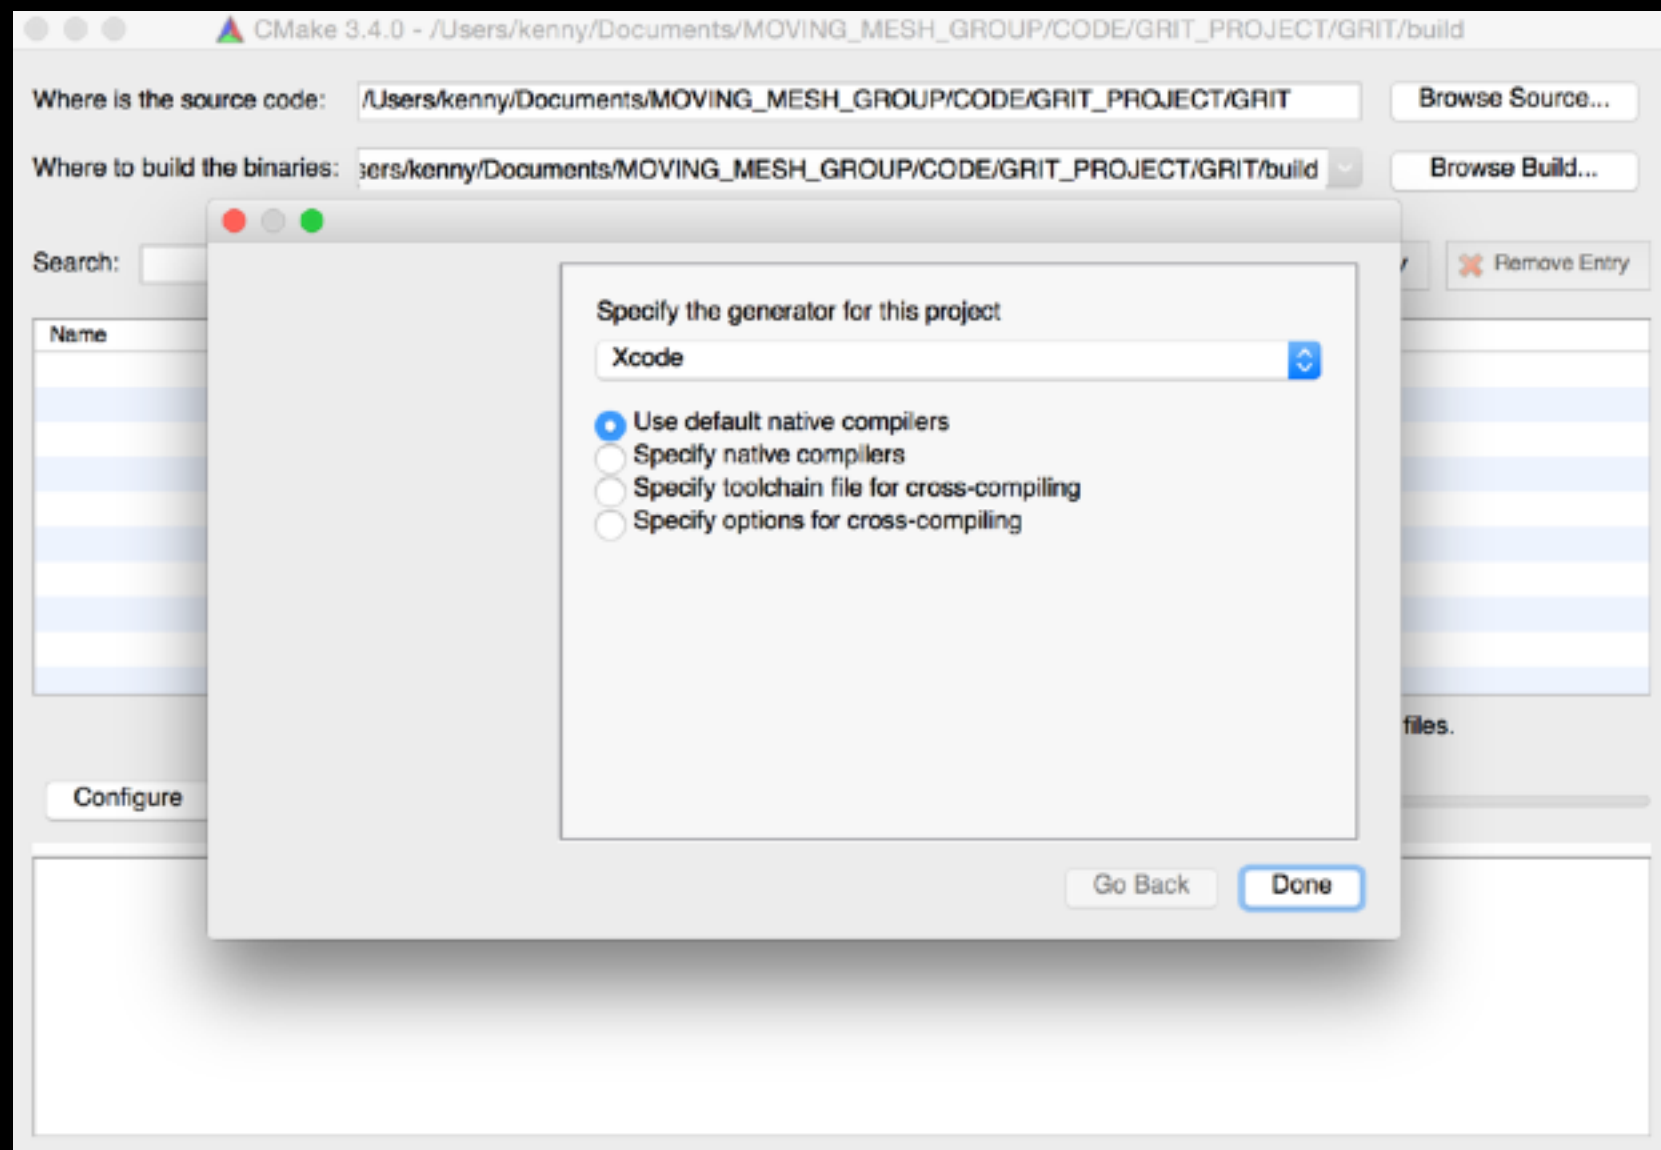 CMake 3.4.0 - /Users/kenny/Documents/MOVING_MESH_GROUP/CODE/GRIT_PROJECT/GRIT/build
Where is the source code: /Users/kenny/Documents/MOVING_MESH_GROUP/CODE/GRIT_PROJECT/GRIT Browse Source...
Where to build the binaries: sers/kenny/Documents/MOVING_MESH_GROUP/CODE/GRIT_PROJECT/GRIT/build Browse Build...
Search: Remove Entry
Name
Specify the generator for this project
Xcode
Use default native compilers
Specify native compilers
Specify toolchain file for cross-compiling
Specify options for cross-compiling
files.
Configure
Go Back Done